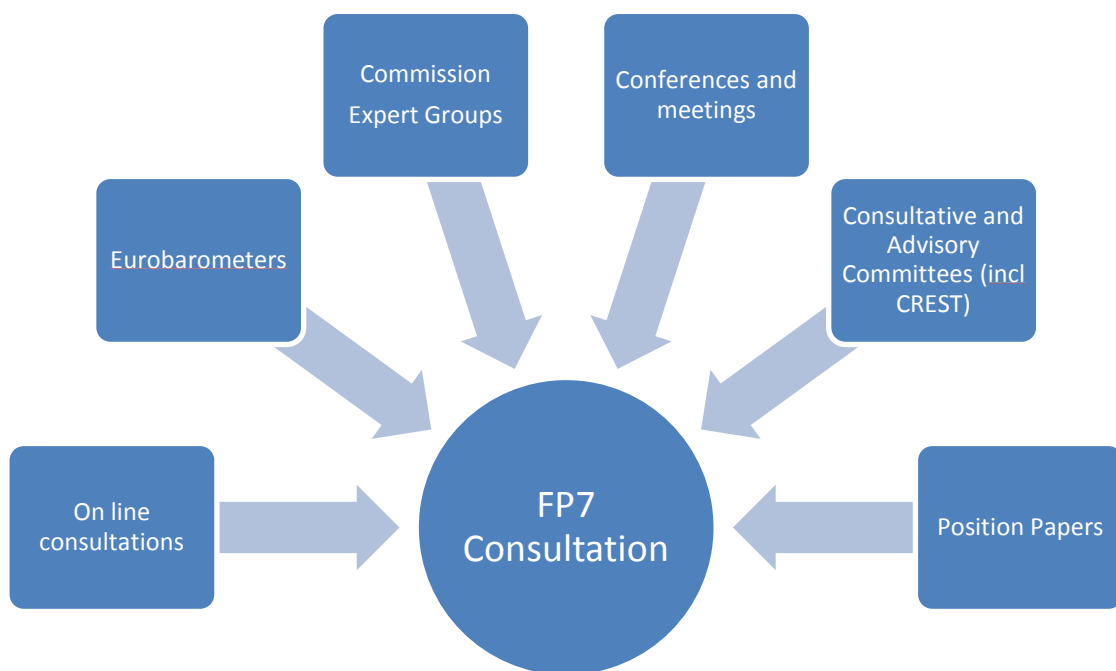 Commission
Expert Groups
Conferences and
meetings
Eurobarometers
Consultative and
Advisory
Committees (incl
CREST)
On line
consultations
FP7
Consultation
Position Papers